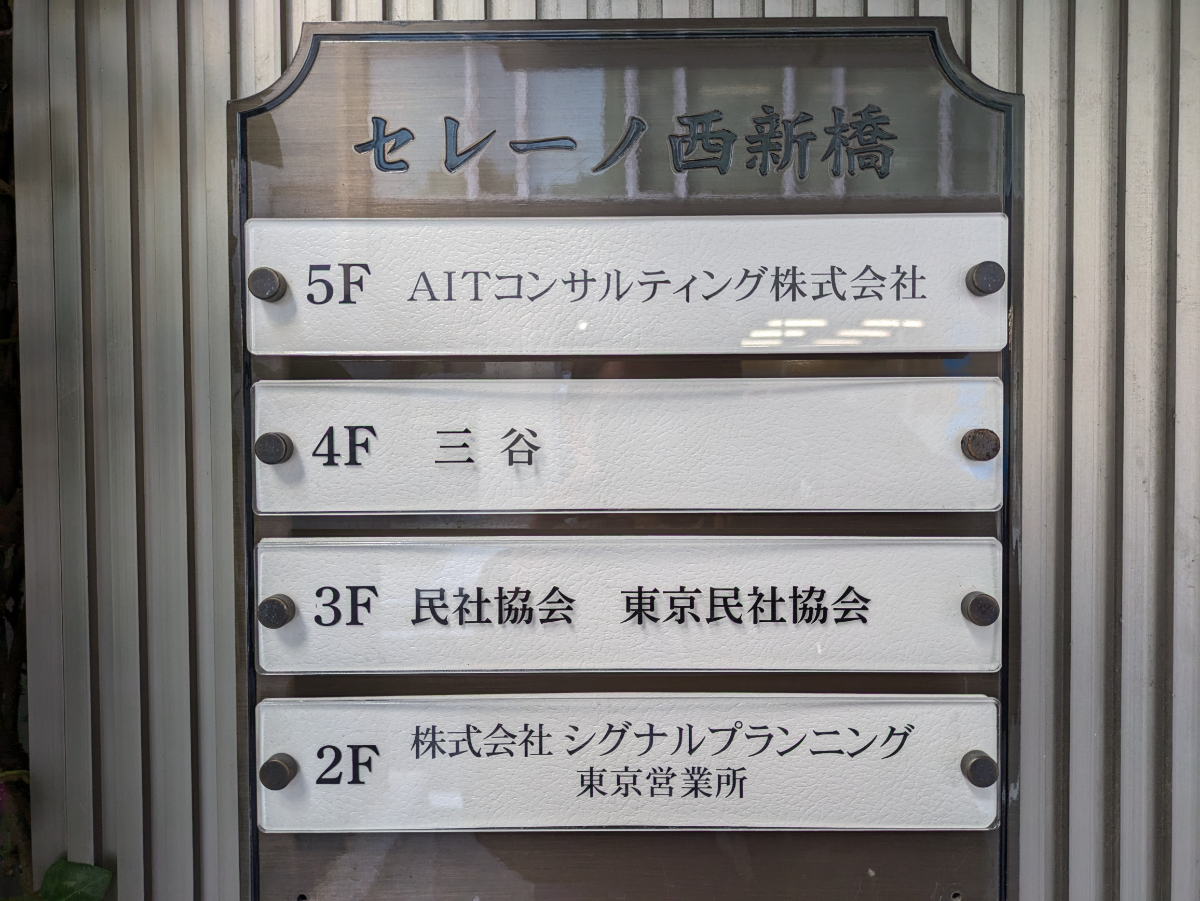 セレーノ西新橋
5F AITコンサルティング株式会社
4F 三谷
3F 民社協会 東京民社協会
2F 株式会社 シグナルプランニング
東京営業所